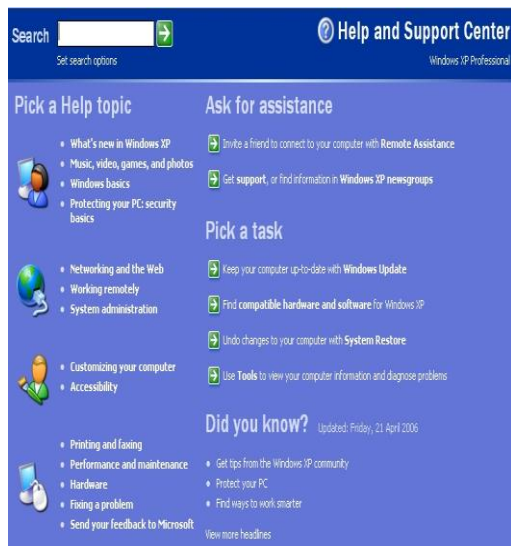 Search
Help and Support Center
Set search options
Windows XP Professional
Pick a Help topic
What's new in Windows XP
Music, video, games, and photos
Windows basics
Protecting your PC: security
basics
Networking and the Web
Working remotely
System administration
Customizing your computer
Accessibility
Printing and faxing
Performance and maintenance
Hardware
Fixing a problem
Send your feedback to Microsoft
Ask for assistance
Invite a friend to connect to your computer with Remote Assistance
Get support, or find information in Windows XP newsgroups
Pick a task
Keep your computer up-to-date with Windows Update
Find compatible hardware and software for Windows XP
Undo changes to your computer with System Restore
Use Tools to view your computer information and diagnose problems
Did you know? Updated: Friday, 21 April 2006
Get tips from the Windows XP community
Protect your PC
Find ways to work smarter
View more headlines